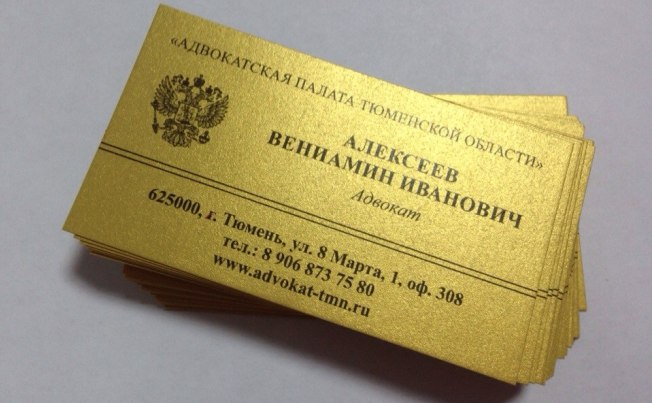 «АДВОКАТСКАЯ ПАЛАТА ТЮМЕНСКОЙ ОБЛАСТИ»
АЛЕКСЕЕВ
ВЕНИАМИН ИВАНОВИЧ
Адвокат
625000, г. Тюмень, ул. 8 Марта, 1, оф. 308
тел.: 8 906 873 75 80
www.advokat-tmn.ru